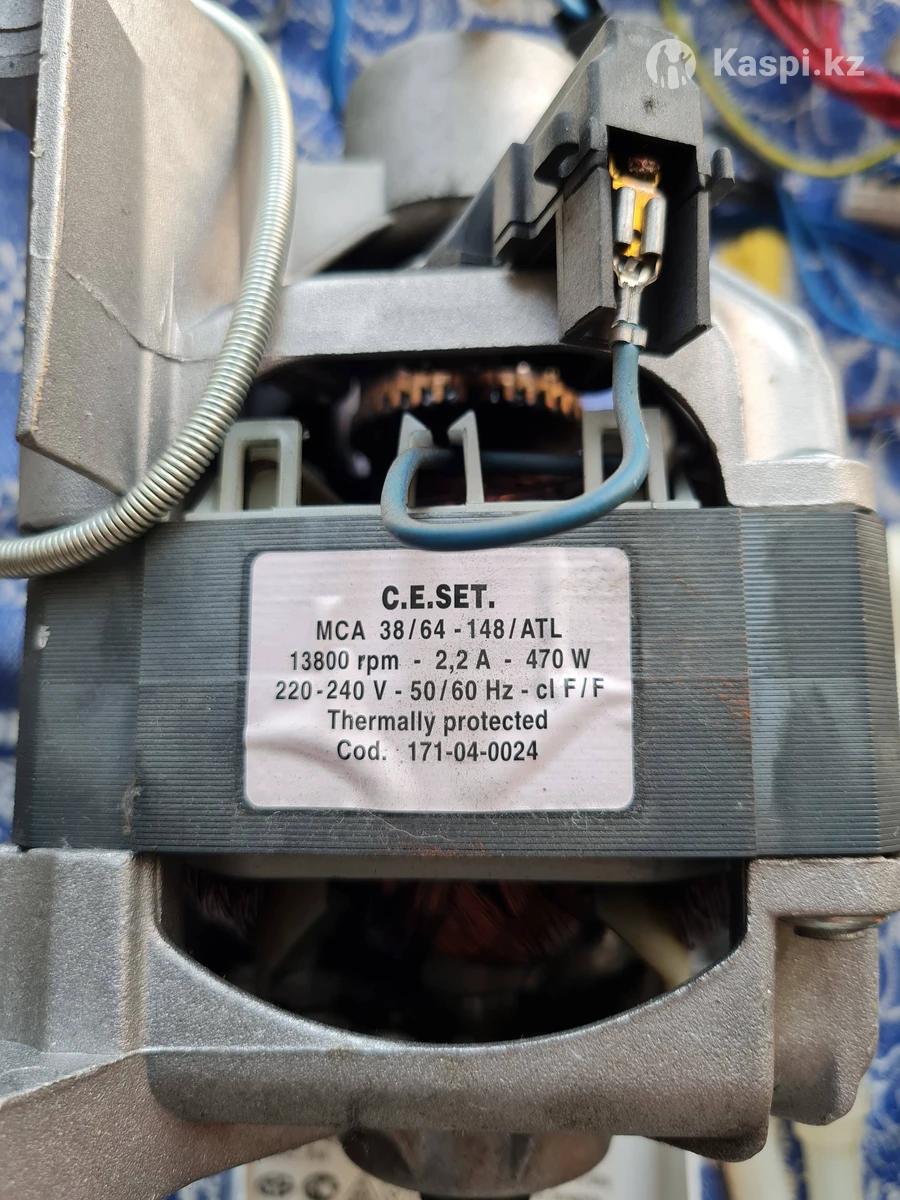 Kaspi.kz
C.E.SET.
MCA 38/64 - 148/ATL
13800 rpm - 2,2 A - 470 W
220-240 V - 50/60 Hz - cl F/F
Thermally protected
Cod. 171-04-0024